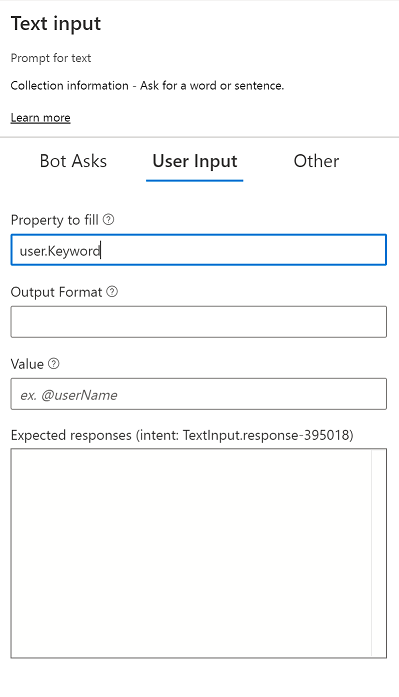 Text input
Prompt for text
Collection information - Ask for a word or sentence.
Learn more
Bot Asks User Input Other
Property to fill ?
user.Keyword
Output Format ?
Value ?
ex. @userName
Expected responses (intent: TextInput.response-395018)